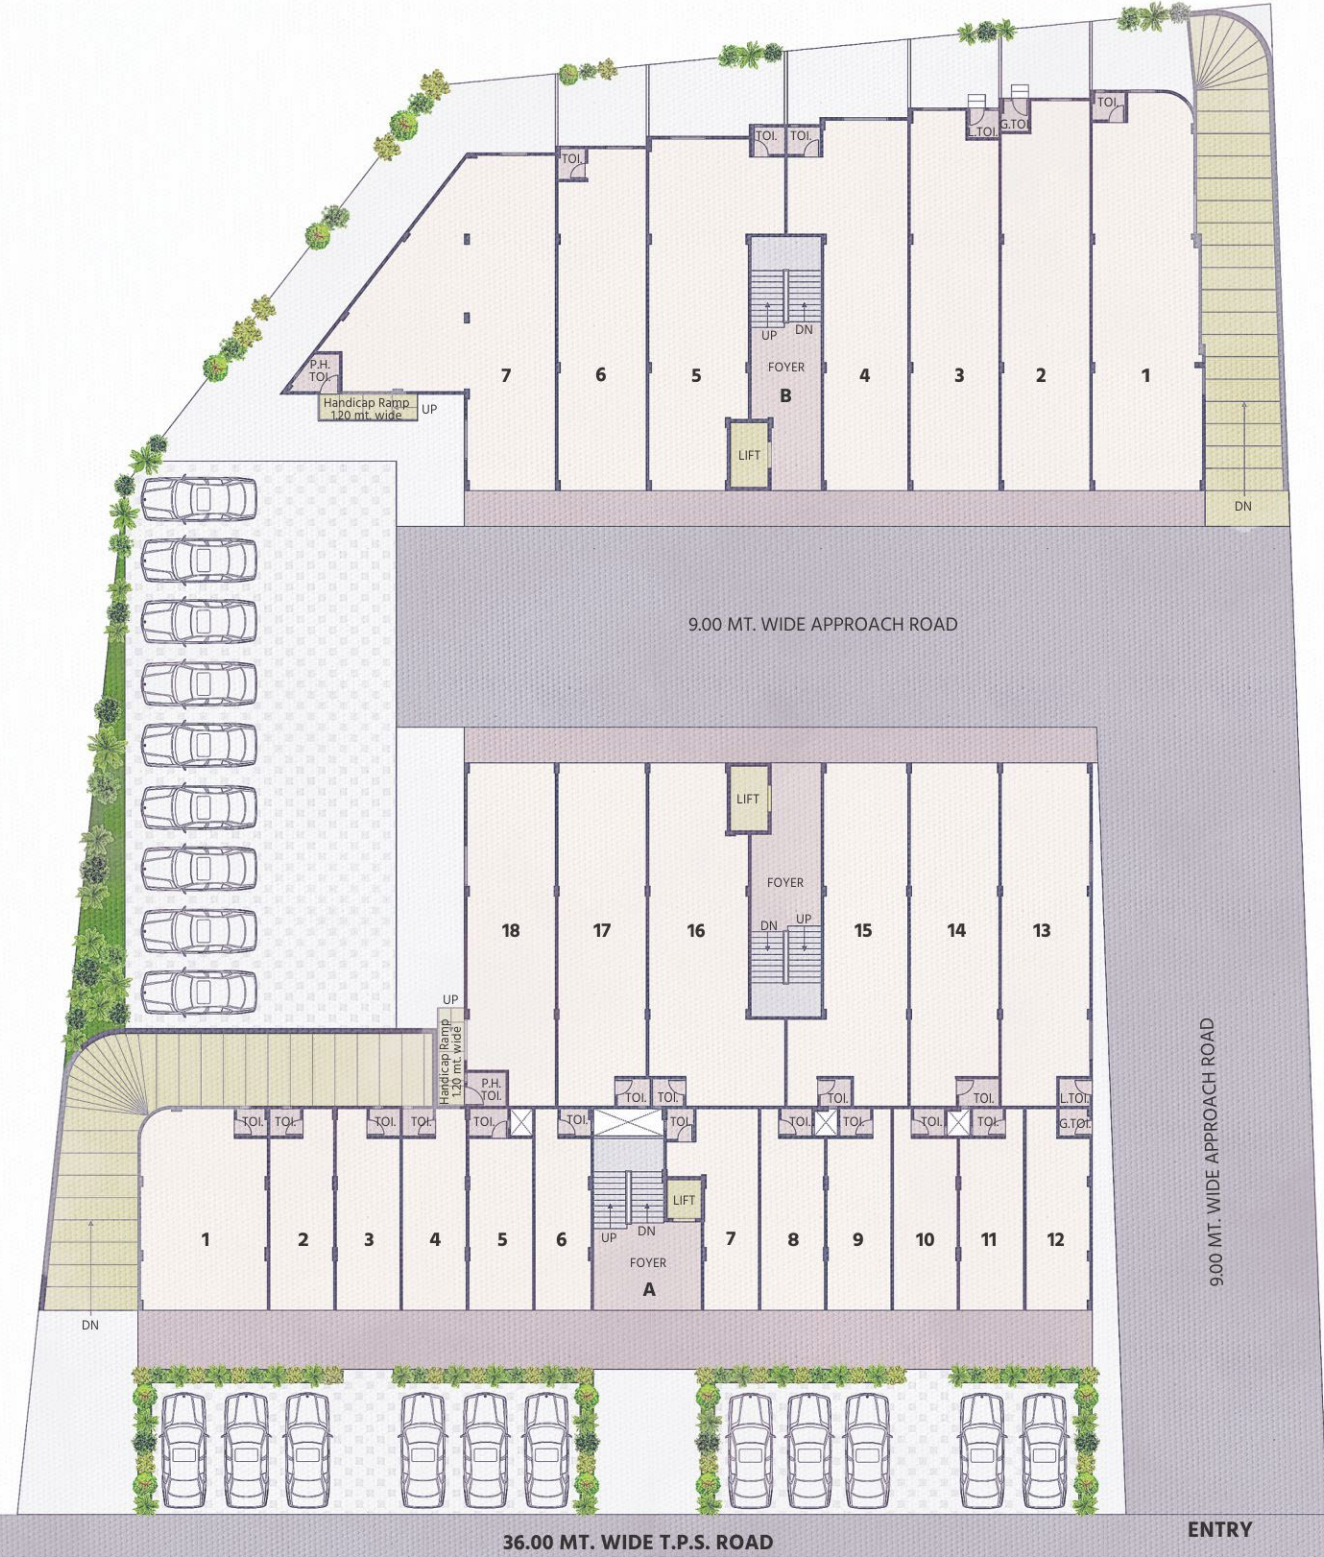 TOI.
L.TOI.
G.TOI.
TOI.
TOI.
TOI.
TOI.
UP
DN
P.H.
TOI.
FOYER
7
6
5
4
3
2
1
B
Handicap Ramp
1.20 mt. wide
UP
LIFT
DN
9.00 MT. WIDE APPROACH ROAD
LIFT
FOYER
DN
UP
18
17
16
15
14
13
UP
Handicap Ramp
1.20 mt. wide
P.H.
TOI.
TOI.
TOI.
TOI.
TOI.
L.TOI.
TOI.
TOI.
TOI.
TOI.
TOI.
TOI.
TOI.
TOI.
TOI.
TOI.
TOI.
G.TOI.
LIFT
UP
DN
1
2
3
4
5
6
7
8
9
10
11
12
FOYER
A
DN
9.00 MT. WIDE APPROACH ROAD
ENTRY
36.00 MT. WIDE T.P.S. ROAD